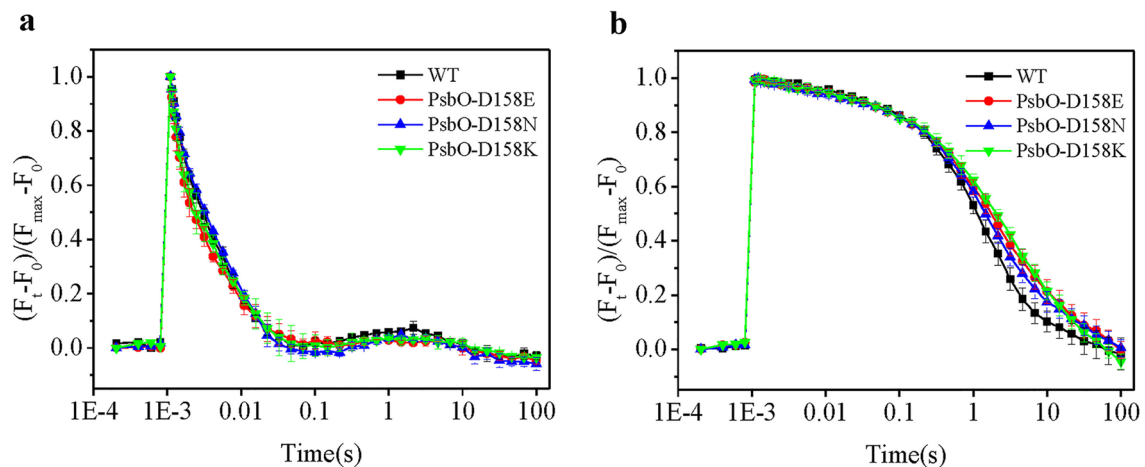 a
1.0
0.8
0.6
0.4
0.2
0.0
(Fₜ-F₀)/(Fₘₐₓ-F₀)
WT
PsbO-D158E
PsbO-D158N
PsbO-D158K
1E-4 1E-3 0.01 0.1 1 10 100
Time(s)
b
1.0
0.8
0.6
0.4
0.2
0.0
(Fₜ-F₀)/(Fₘₐₓ-F₀)
WT
PsbO-D158E
PsbO-D158N
PsbO-D158K
1E-4 1E-3 0.01 0.1 1 10 100
Time(s)